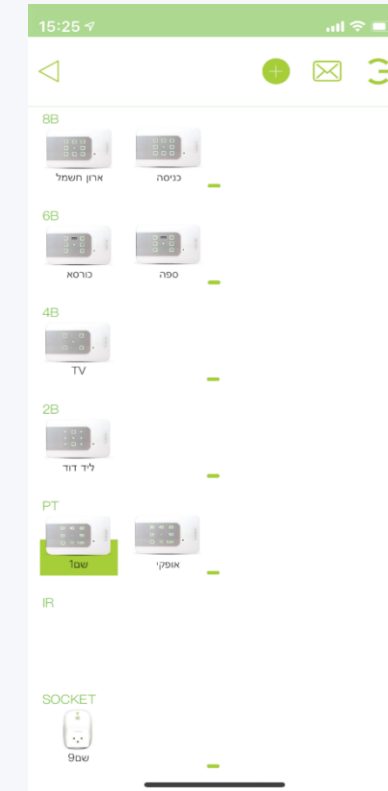 15:25
8B
ארון חשמל כניסה
6B
כורסא ספה
4B
TV
2B
ליד דוד
PT
שם1 אופקי
IR
SOCKET
שם9